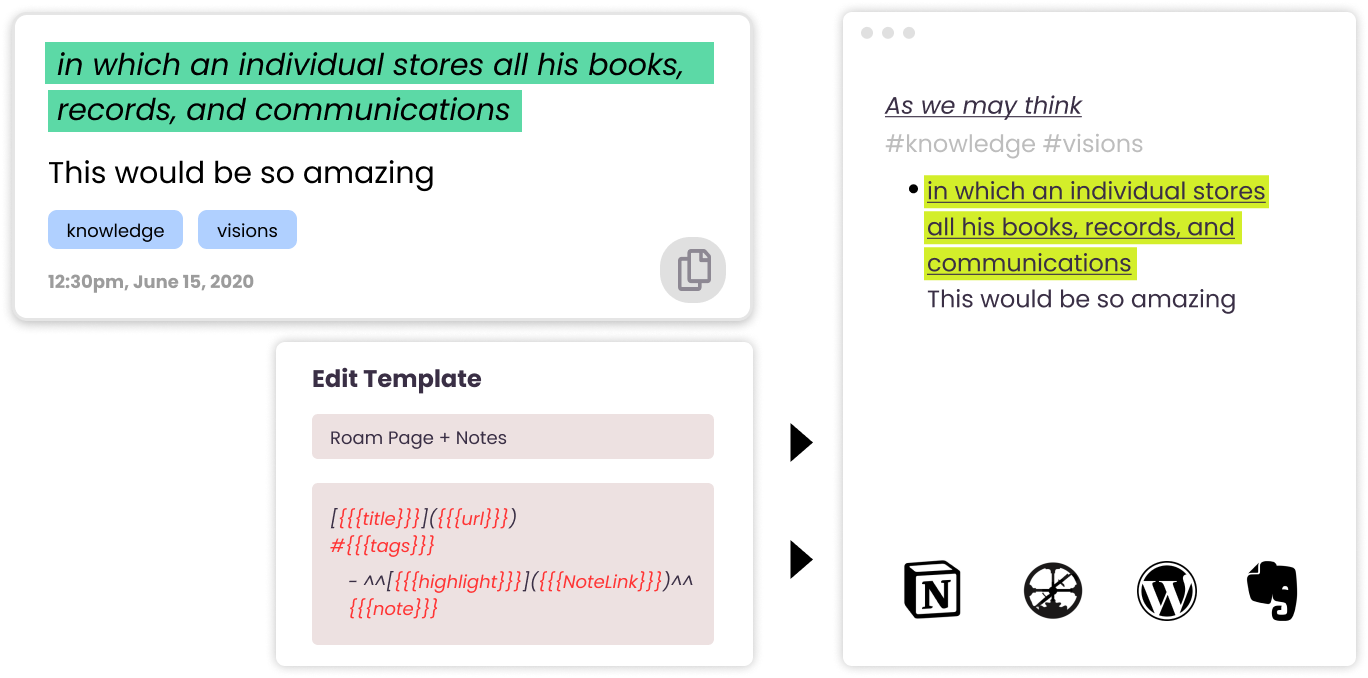 in which an individual stores all his books,
records, and communications
This would be so amazing
knowledge
visions
12:30pm, June 15, 2020
Edit Template
Roam Page + Notes
[{{{title}}}]({{{url}}})
#{{{tags}}}
- ^^[{{{highlight}}}]({{{NoteLink}}})^^
{{{note}}}
As we may think
#knowledge #visions
• in which an individual stores
all his books, records, and
communications
This would be so amazing
N
W